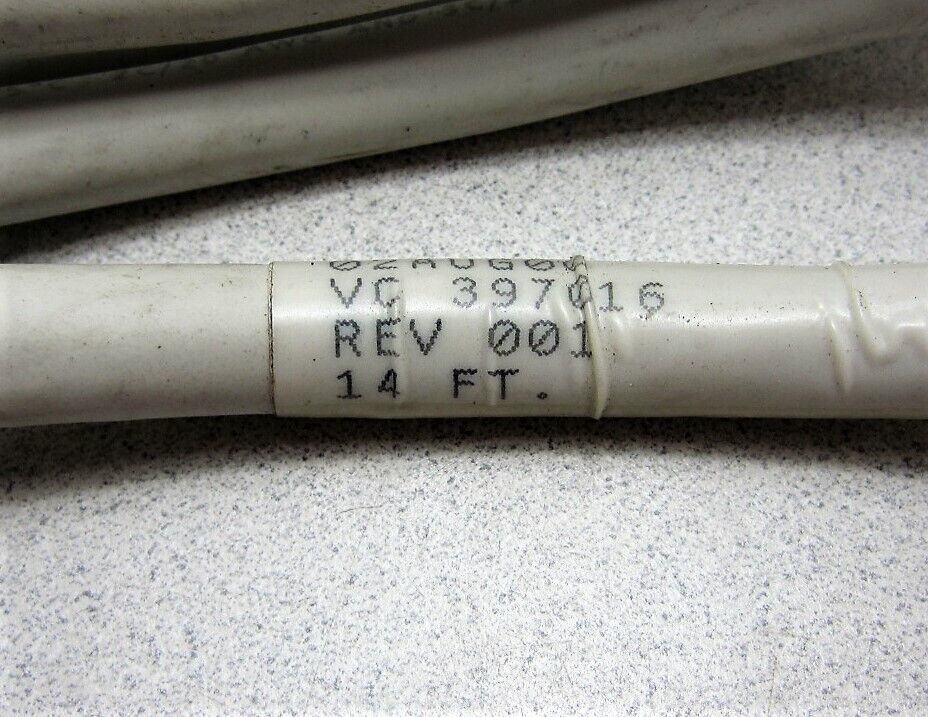 VC 397016
REV 001
14 FT.